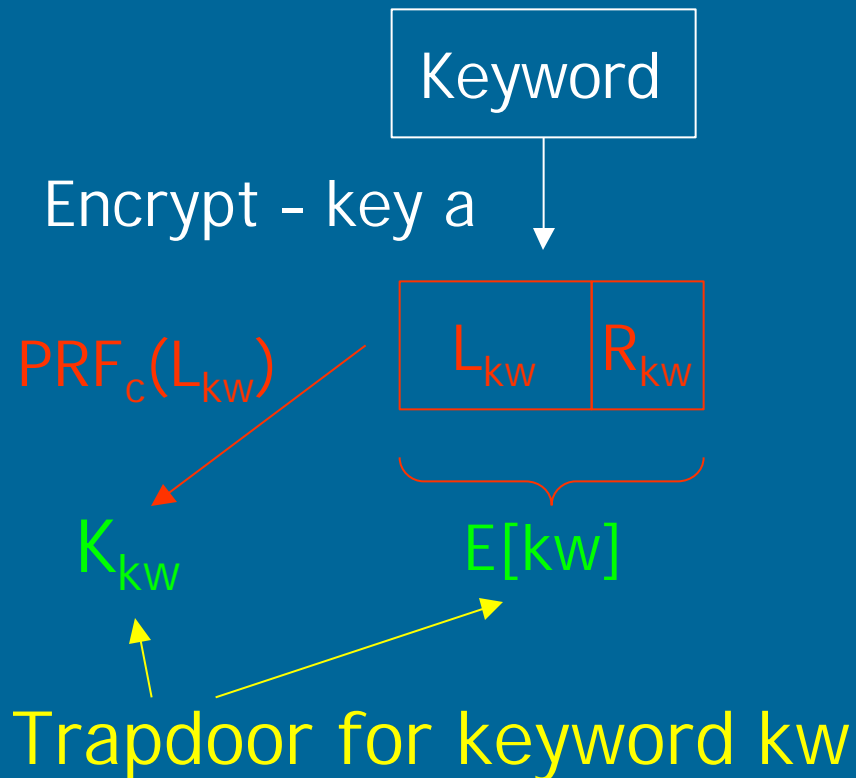 Keyword
Encrypt - key a
PRFc(Lkw)
Lkw
Rkw
Kkw
E[kw]
Trapdoor for keyword kw